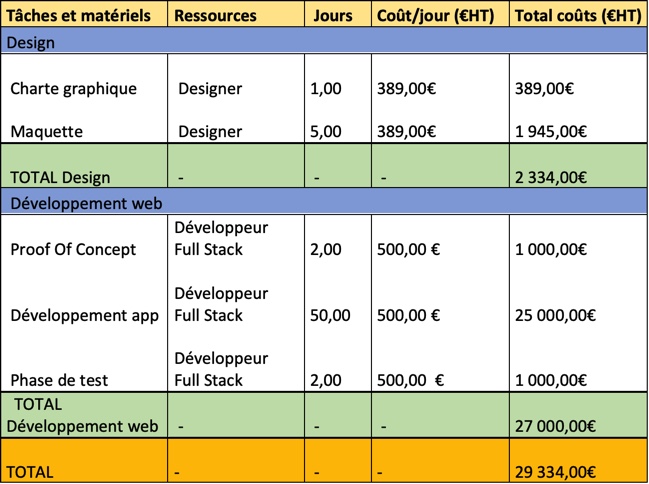 Tâches et matériels Ressources Jours Coût/jour (€HT) Total coûts (€HT)
Design
Charte graphique Designer 1,00 389,00€ 389,00€
Maquette Designer 5,00 389,00€ 1 945,00€
TOTAL Design - - - 2 334,00€
Développement web
Développeur
Proof Of Concept Full Stack 2,00 500,00 € 1 000,00€
Développeur
Développement app Full Stack 50,00 500,00 € 25 000,00€
Développeur
Phase de test Full Stack 2,00 500,00 € 1 000,00€
TOTAL
Développement web - - - 27 000,00€
TOTAL - - - 29 334,00€